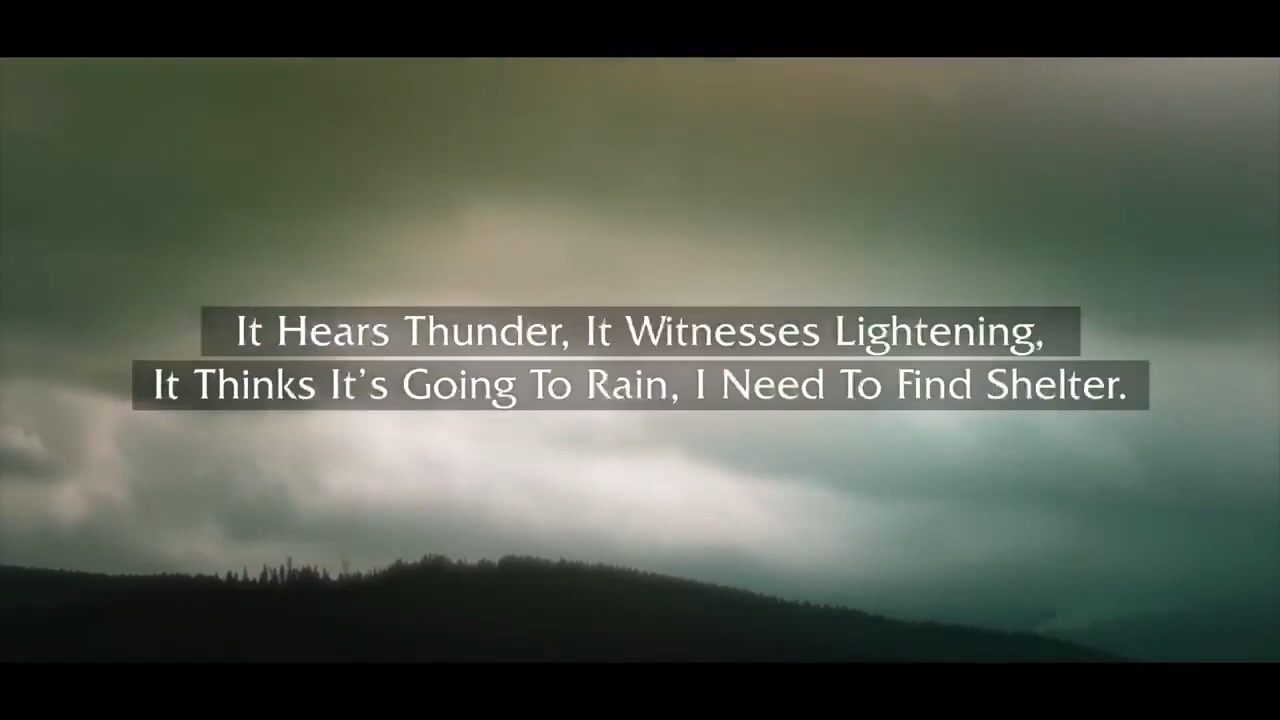 It Hears Thunder, It Witnesses Lightening,
It Thinks It's Going To Rain, I Need To Find Shelter.